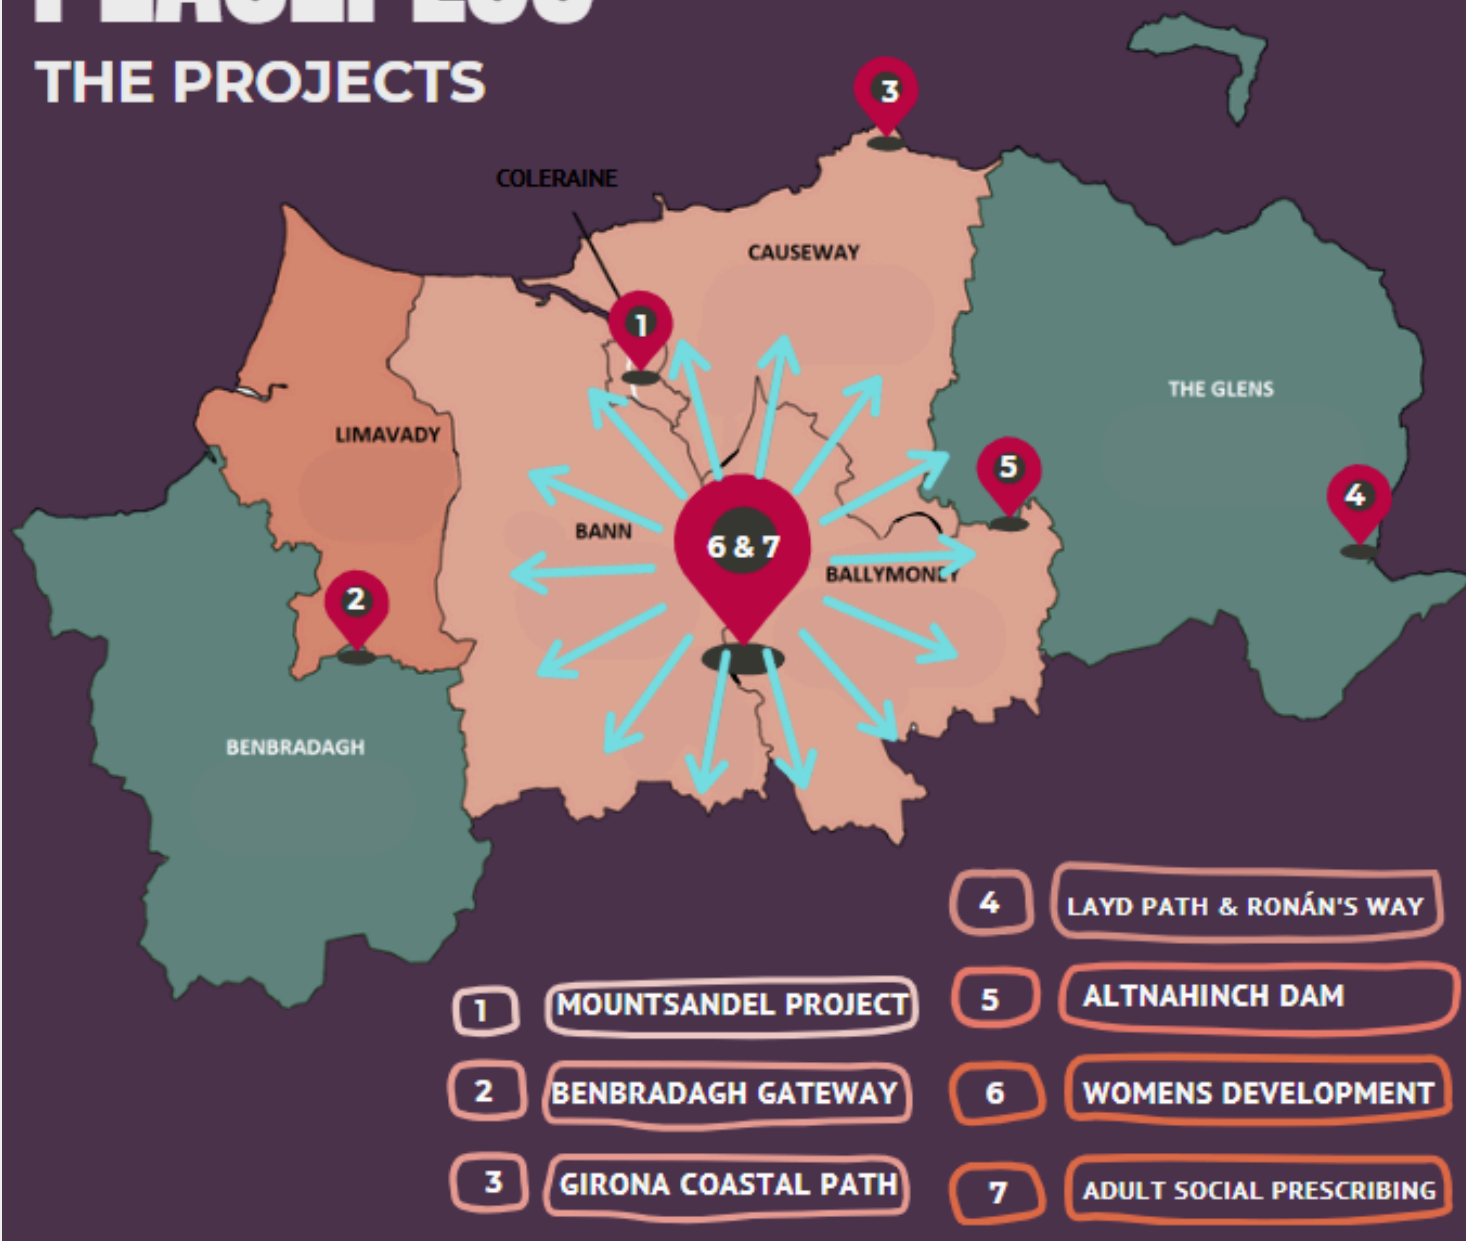 THE PROJECTS
3
COLERAINE
CAUSEWAY
1
THE GLENS
LIMAVADY
5
4
BANN
6 & 7
BALLYMONEY
2
BENBRADAGH
1 MOUNTSANDEL PROJECT
2 BENBRADAGH GATEWAY
3 GIRONA COASTAL PATH
4 LAYD PATH & RONÁN'S WAY
5 ALTNAHINCH DAM
6 WOMENS DEVELOPMENT
7 ADULT SOCIAL PRESCRIBING